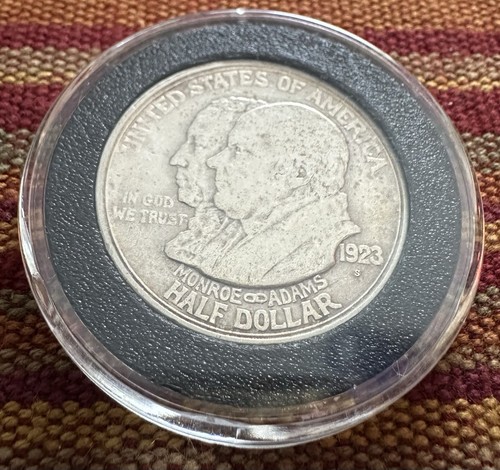 UNITED STATES OF AMERICA
IN GOD
WE TRUST
1923
S
MONROE ∞ ADAMS
HALF DOLLAR